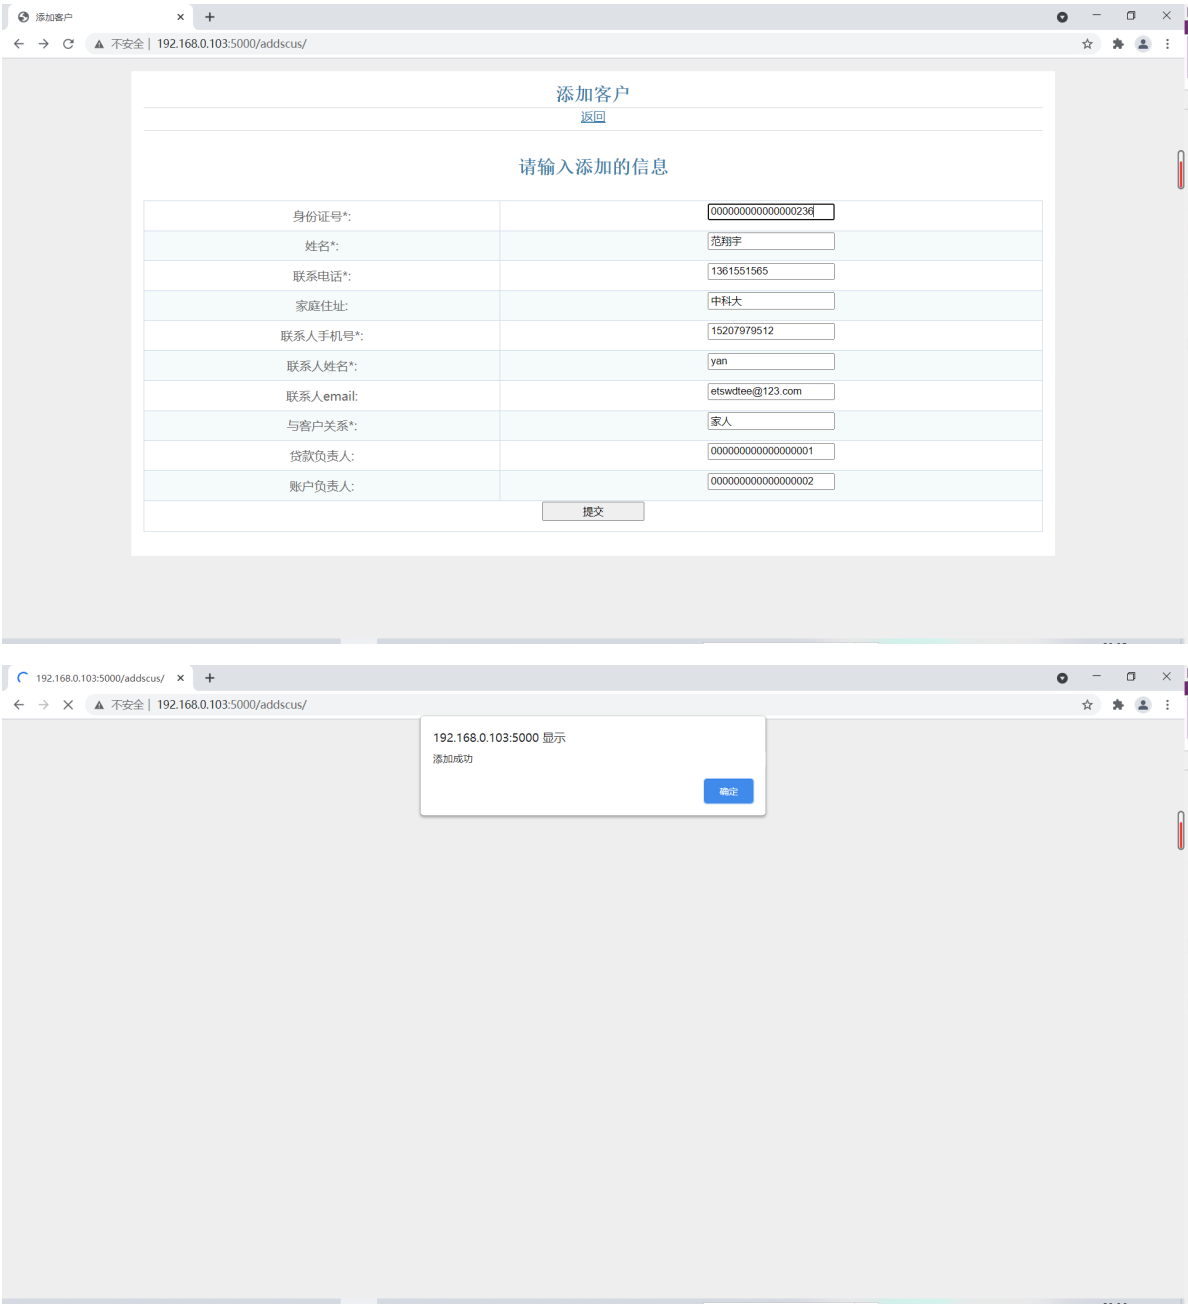 添加客户
不安全 | 192.168.0.103:5000/addscus/
添加客户
返回
请输入添加的信息
身份证号*: 000000000000000236
姓名*: 范翔宇
联系电话*: 1361551565
家庭住址: 中科大
联系人手机号*: 15207979512
联系人姓名*: yan
联系人email: etswdtee@123.com
与客户关系*: 家人
贷款负责人: 000000000000000001
账户负责人: 000000000000000002
提交
192.168.0.103:5000/addscus/
不安全 | 192.168.0.103:5000/addscus/
192.168.0.103:5000 显示
添加成功
确定